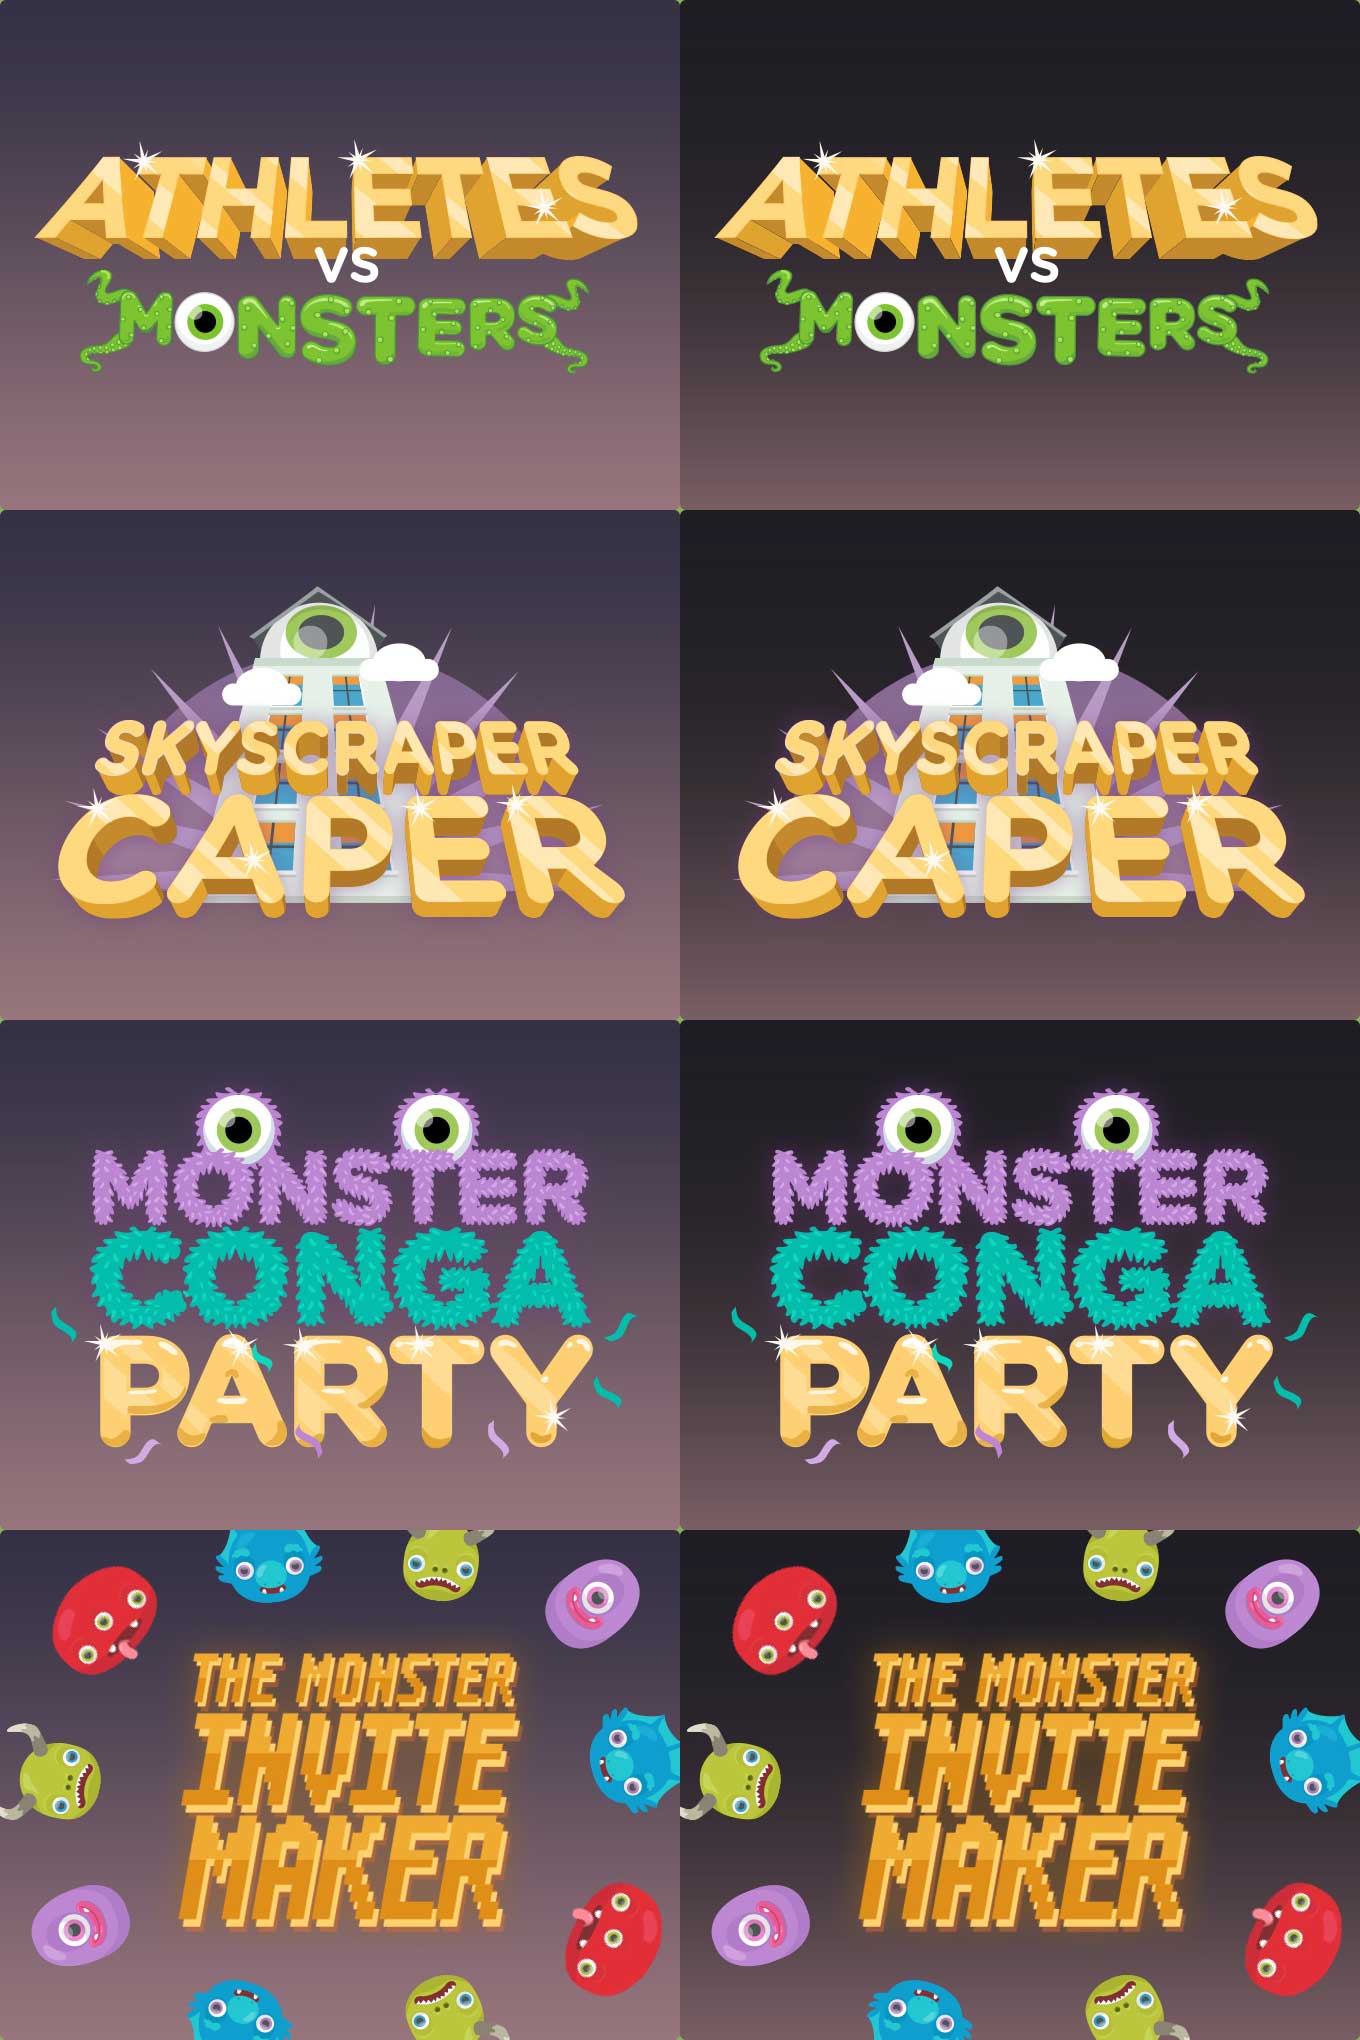 ATHLETES
VS
MONSTERS
ATHLETES
VS
MONSTERS
SKYSCRAPER
CAPER
SKYSCRAPER
CAPER
MONSTER
CONGA
PARTY
MONSTER
CONGA
PARTY
THE MONSTER
INVITE
MAKER
THE MONSTER
INVITE
MAKER